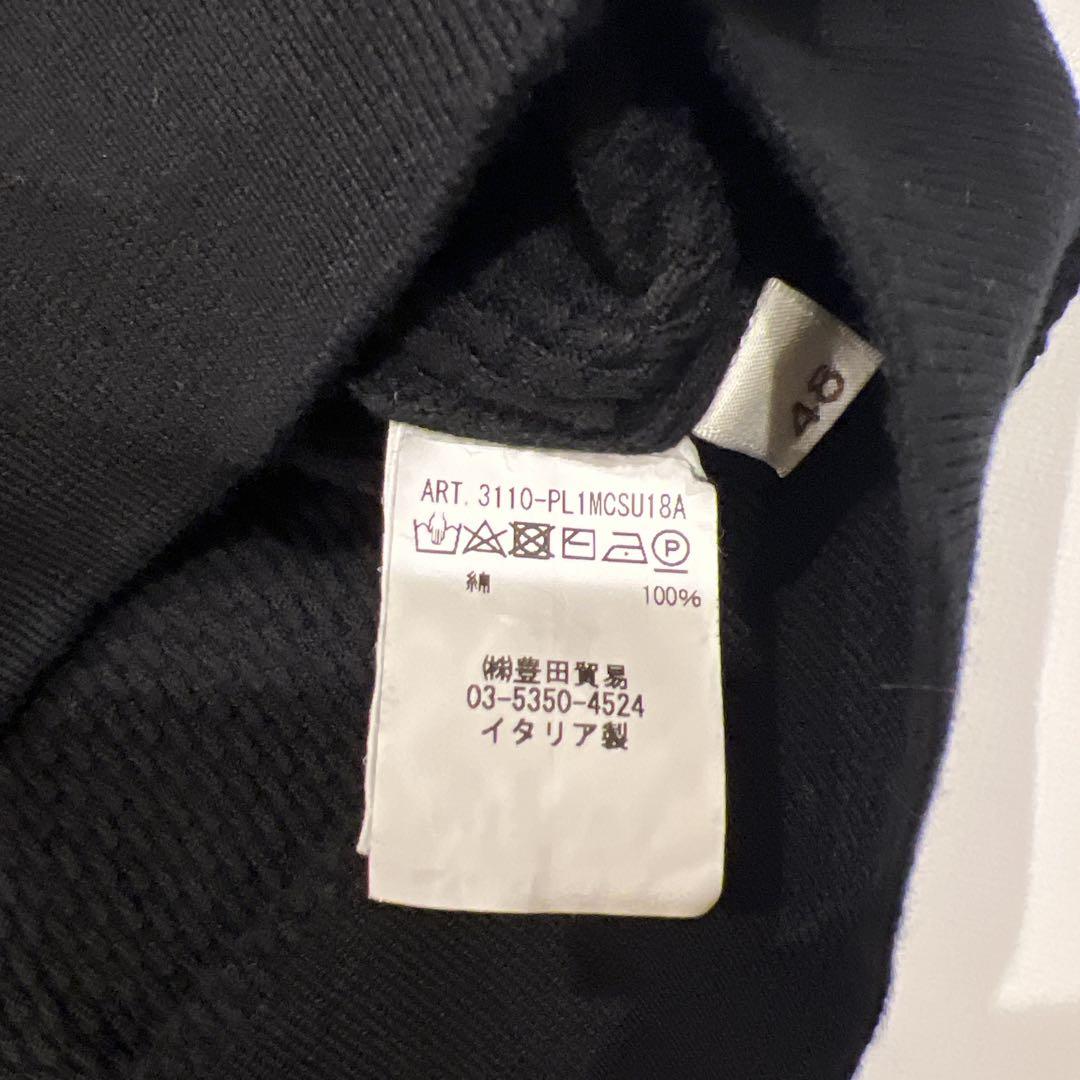 48
ART. 3110-PL1MCSU18A
P
綿 100%
㈱豊田貿易
03-5350-4524
イタリア製